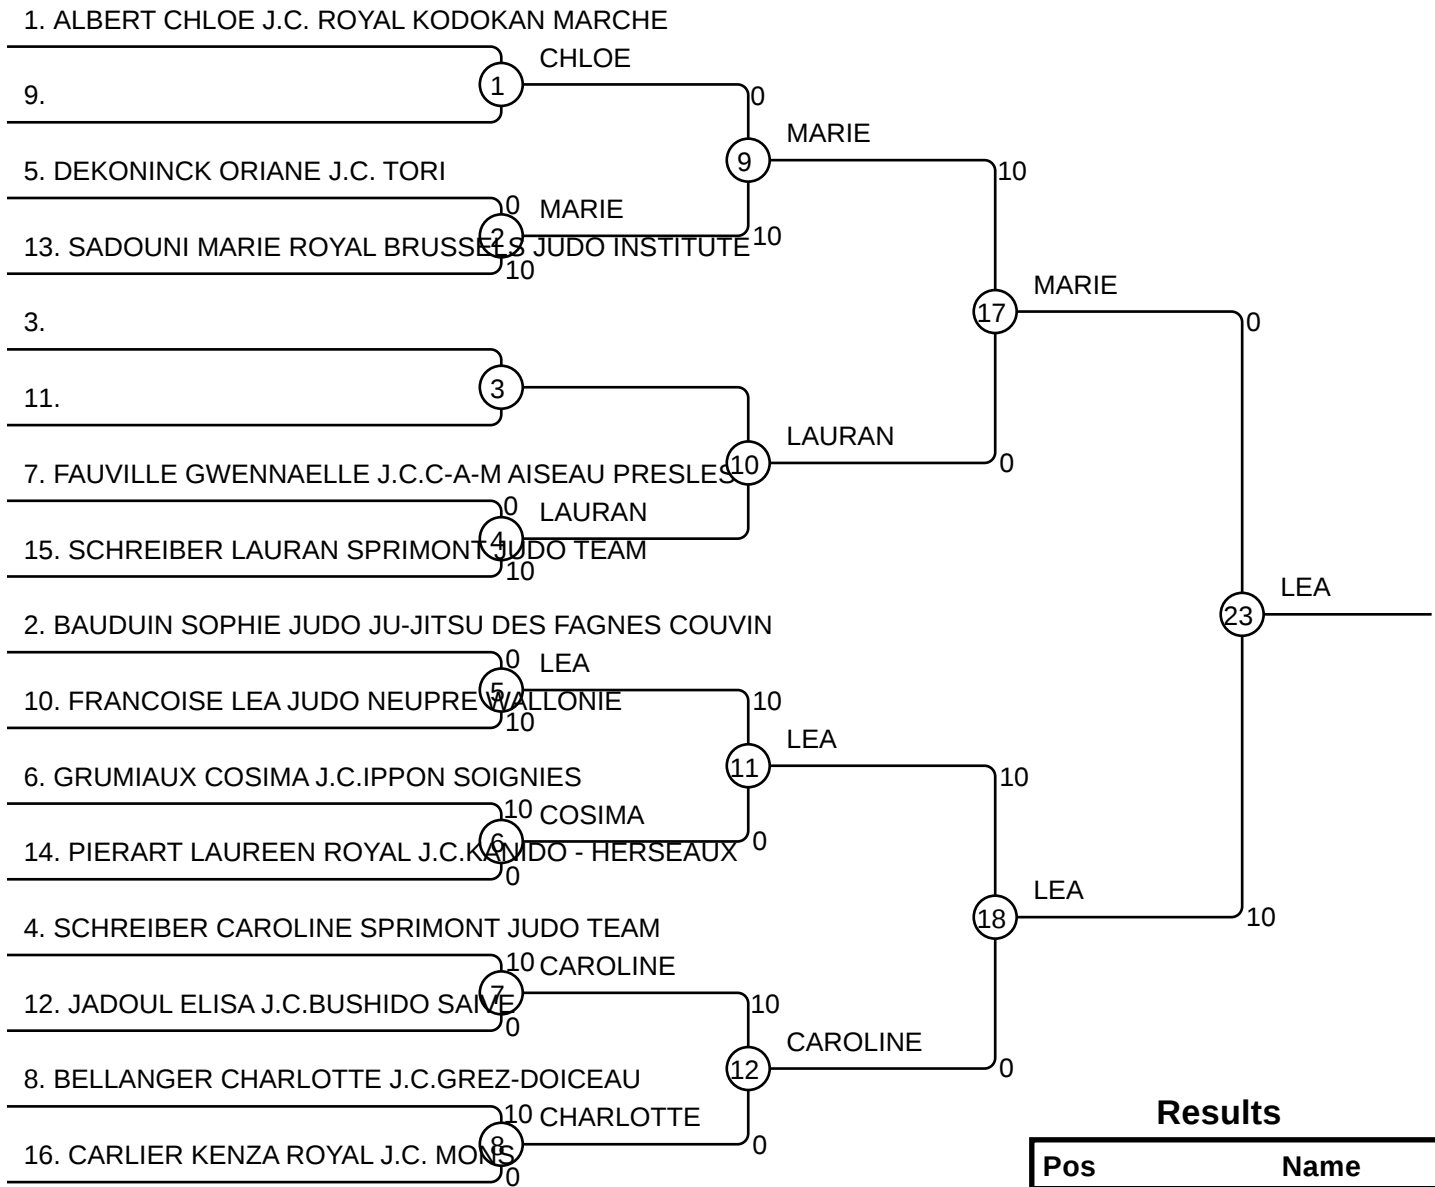 1. ALBERT CHLOE J.C. ROYAL KODOKAN MARCHE
CHLOE
1
0
9.
MARIE
9
5. DEKONINCK ORIANE J.C. TORI
10
0
MARIE
2
10
13. SADOUNI MARIE ROYAL BRUSSELS JUDO INSTITUTE
10
MARIE
17
3.
0
3
11.
LAURAN
10
0
7. FAUVILLE GWENNAELLE J.C.C-A-M AISEAU PRESLES
0
LAURAN
4
15. SCHREIBER LAURAN SPRIMONT JUDO TEAM
10
LEA
23
2. BAUDUIN SOPHIE JUDO JU-JITSU DES FAGNES COUVIN
0
LEA
5
10. FRANCOISE LEA JUDO NEUPRE WALLONIE
10
10
LEA
11
6. GRUMIAUX COSIMA J.C.IPPON SOIGNIES
10
10
COSIMA
6
0
14. PIERART LAUREEN ROYAL J.C.KANIDO - HERSEAUX
0
LEA
18
10
4. SCHREIBER CAROLINE SPRIMONT JUDO TEAM
10
CAROLINE
7
12. JADOUL ELISA J.C.BUSHIDO SAIVE
10
0
CAROLINE
12
0
8. BELLANGER CHARLOTTE J.C.GREZ-DOICEAU
10
CHARLOTTE
8
0
16. CARLIER KENZA ROYAL J.C. MONS
0
Results
Pos Name